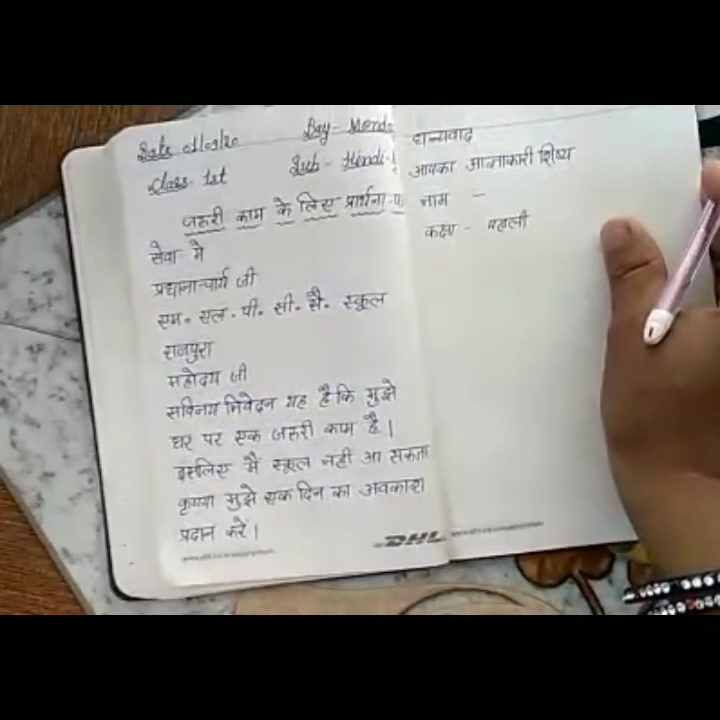 Date Day - Mond
Class 1st Sub - Hindi
जरुरी काम के लिए प्रार्थना-प
सेवा मे
प्रधानाचार्य जी
एम. एल. पी. सी. सै. स्कूल
राजपुरा
महोदय जी
सविनय निवेदन यह है कि मुझे
घर पर एक जरुरी काम है।
इसलिए मैं स्कूल नही आ सकता
कृप्या मुझे एक दिन का अवकाश
प्रदान करे।
DHL
धन्यवाद
आपका आज्ञाकारी शिष्य
नाम -
कक्षा - पहली